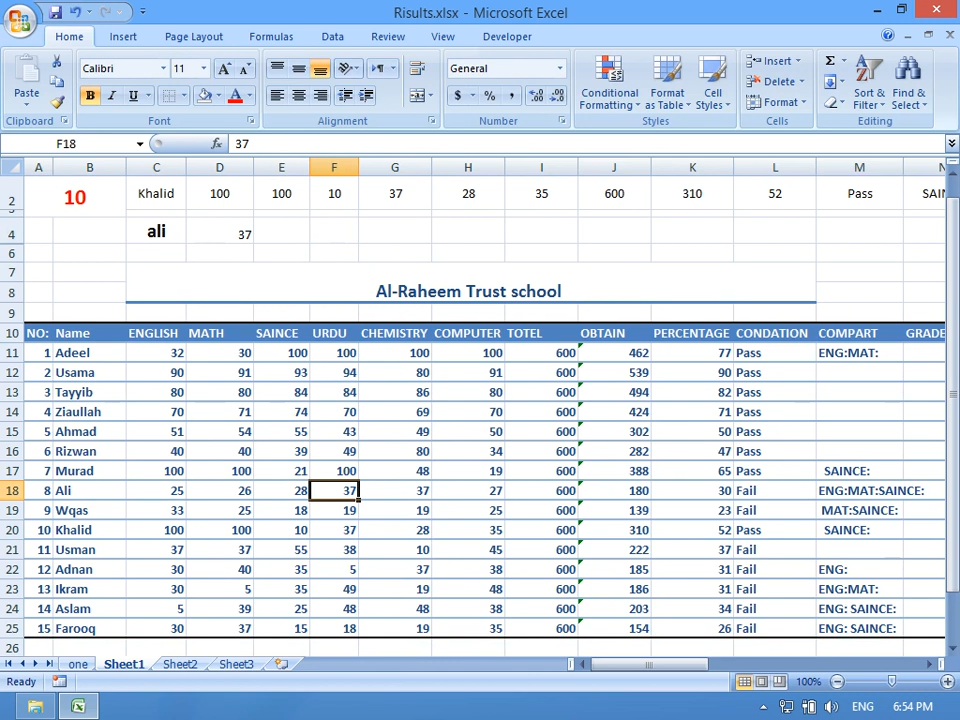 Risults.xlsx - Microsoft Excel
Home Insert Page Layout Formulas Data Review View Developer
Paste Calibri 11 A A General Conditional Formatting Format as Table Cell Styles Insert Delete Format Σ Sort & Filter Find & Select
B I U A $ % ,
Clipboard Font Alignment Number Styles Cells Editing
F18 fx 37
A B C D E F G H I J K L M N
2 10 Khalid 100 100 10 37 28 35 600 310 52 Pass SAIN
3
4 ali 37
6
7
8 Al-Raheem Trust school
9
10 NO: Name ENGLISH MATH SAINCE URDU CHEMISTRY COMPUTER TOTEL OBTAIN PERCENTAGE CONDATION COMPART GRADE
11 1 Adeel 32 30 100 100 100 100 600 462 77 Pass ENG:MAT:
12 2 Usama 90 91 93 94 80 91 600 539 90 Pass
13 3 Tayyib 80 80 84 84 86 80 600 494 82 Pass
14 4 Ziaullah 70 71 74 70 69 70 600 424 71 Pass
15 5 Ahmad 51 54 55 43 49 50 600 302 50 Pass
16 6 Rizwan 40 40 39 49 80 34 600 282 47 Pass
17 7 Murad 100 100 21 100 48 19 600 388 65 Pass SAINCE:
18 8 Ali 25 26 28 37 37 27 600 180 30 Fail ENG:MAT:SAINCE:
19 9 Wqas 33 25 18 19 19 25 600 139 23 Fail MAT:SAINCE:
20 10 Khalid 100 100 10 37 28 35 600 310 52 Pass SAINCE:
21 11 Usman 37 37 55 38 10 45 600 222 37 Fail
22 12 Adnan 30 40 35 5 37 38 600 185 31 Fail ENG:
23 13 Ikram 30 5 35 49 19 48 600 186 31 Fail ENG:MAT:
24 14 Aslam 5 39 25 48 48 38 600 203 34 Fail ENG: SAINCE:
25 15 Farooq 30 37 15 18 19 35 600 154 26 Fail ENG: SAINCE:
26
one Sheet1 Sheet2 Sheet3
Ready 100%
ENG 6:54 PM